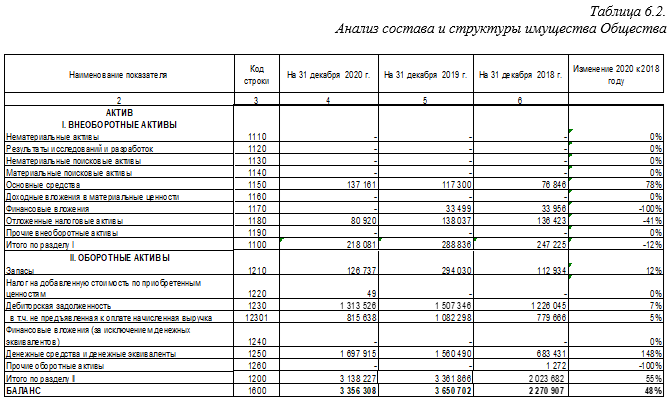 Таблица 6.2.
Анализ состава и структуры имущества Общества
Наименование показателя Код строки На 31 декабря 2020 г. На 31 декабря 2019 г. На 31 декабря 2018 г. Изменение 2020 к 2018 году
2 3 4 5 6
АКТИВ
I. ВНЕОБОРОТНЫЕ АКТИВЫ
Нематериальные активы 1110 - - - 0%
Результаты исследований и разработок 1120 - - - 0%
Нематериальные поисковые активы 1130 - - - 0%
Материальные поисковые активы 1140 - - - 0%
Основные средства 1150 137 161 117 300 76 846 78%
Доходные вложения в материальные ценности 1160 - - - 0%
Финансовые вложения 1170 - 33 499 33 956 -100%
Отложенные налоговые активы 1180 80 920 138 037 136 423 -41%
Прочие внеоборотные активы 1190 - - - 0%
Итого по разделу I 1100 218 081 288 836 247 225 -12%
II. ОБОРОТНЫЕ АКТИВЫ
Запасы 1210 126 737 294 030 112 934 12%
Налог на добавленную стоимость по приобретенным
ценностям 1220 49 - - 0%
Дебиторская задолженность 1230 1 313 526 1 507 346 1 226 045 7%
в т.ч. не предъявленная к оплате начисленная выручка 12301 815 638 1 082 298 779 666 5%
Финансовые вложения (за исключением денежных
эквивалентов) 1240 - - - 0%
Денежные средства и денежные эквиваленты 1250 1 697 915 1 560 490 683 431 148%
Прочие оборотные активы 1260 - - 1 272 -100%
Итого по разделу II 1200 3 138 227 3 361 866 2 023 682 55%
БАЛАНС 1600 3 356 308 3 650 702 2 270 907 48%